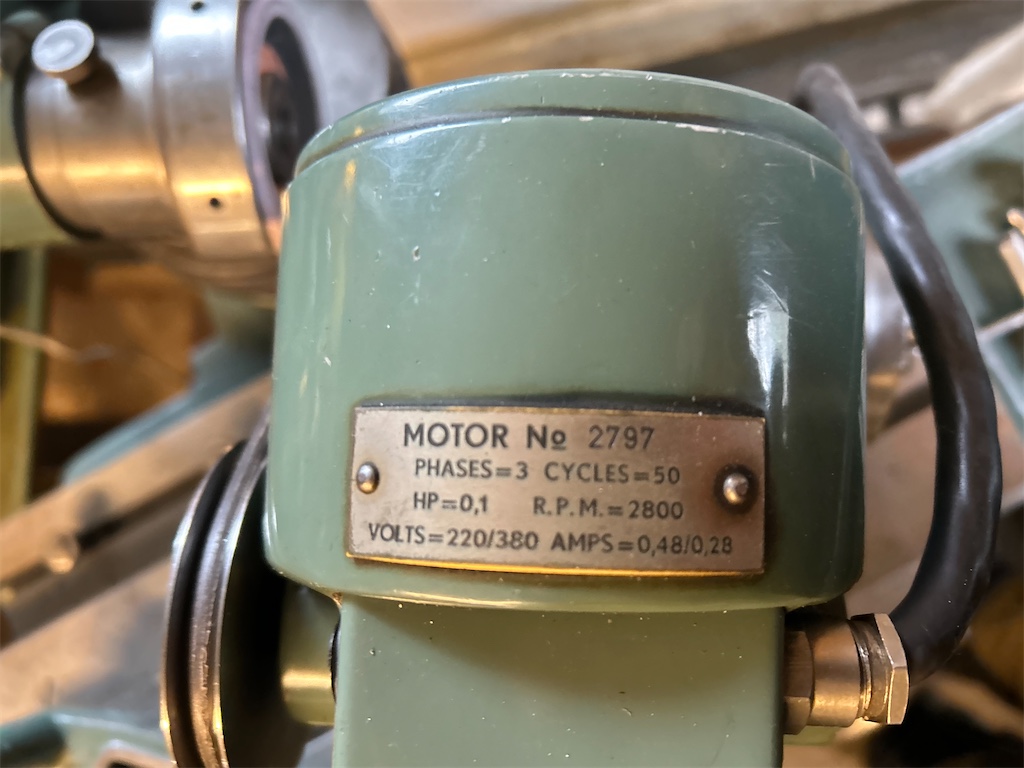 MOTOR Nº 2797
PHASES=3 CYCLES=50
HP=0,1 R.P.M.=2800
VOLTS=220/380 AMPS=0,48/0,28